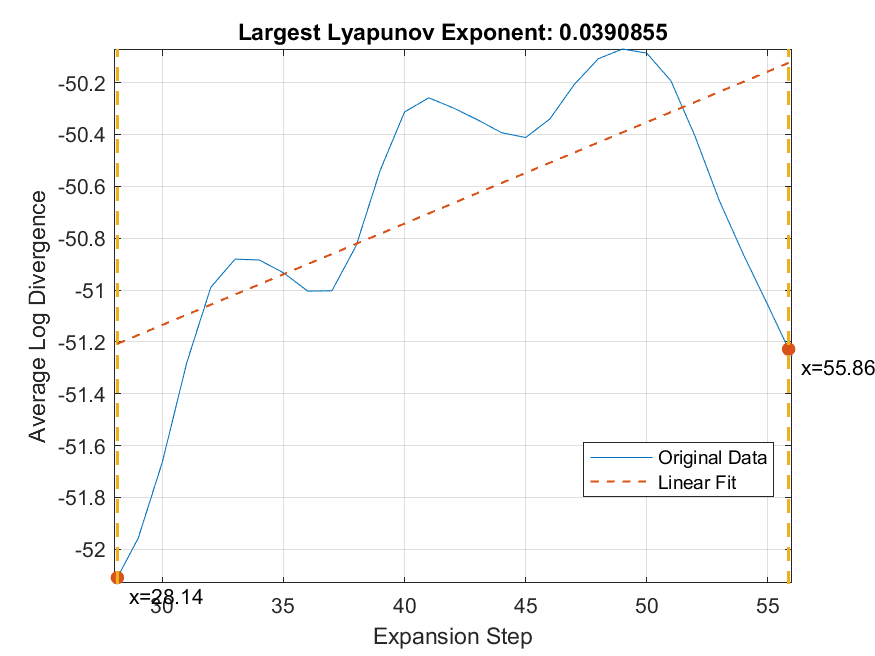 Largest Lyapunov Exponent: 0.0390855
-50.2
-50.4
-50.6
-50.8
-51
-51.2
-51.4
-51.6
-51.8
-52
Average Log Divergence
x=55.86
Original Data
Linear Fit
x=28.14
30 35 40 45 50 55
Expansion Step